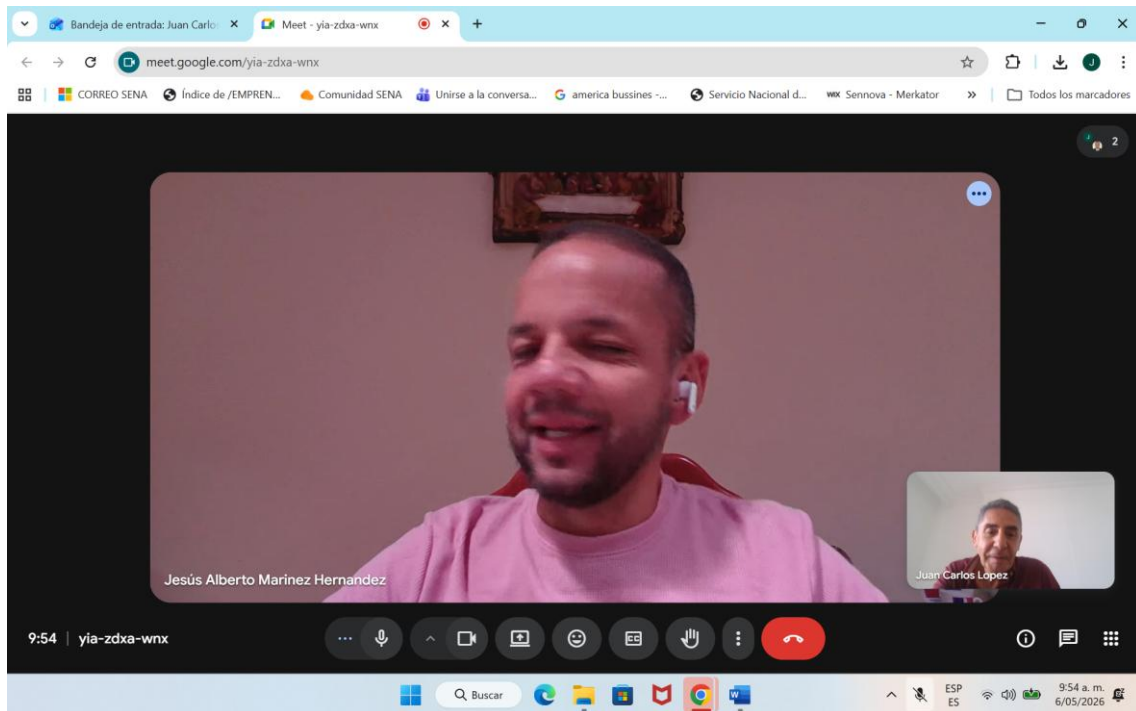 Bandeja de entrada: Juan Carlo
Meet - yia-zdxa-wnx
meet.google.com/yia-zdxa-wnx
J
CORREO SENA
Índice de /EMPREN...
Comunidad SENA
Unirse a la conversa...
america bussines -...
Servicio Nacional d...
WIX Sennova - Merkator
Todos los marcadores
J
2
Jesús Alberto Marinez Hernandez
Juan Carlos Lopez
9:54 | yia-zdxa-wnx
CC
Buscar
ESP
ES
9:54 a. m.
6/05/2026